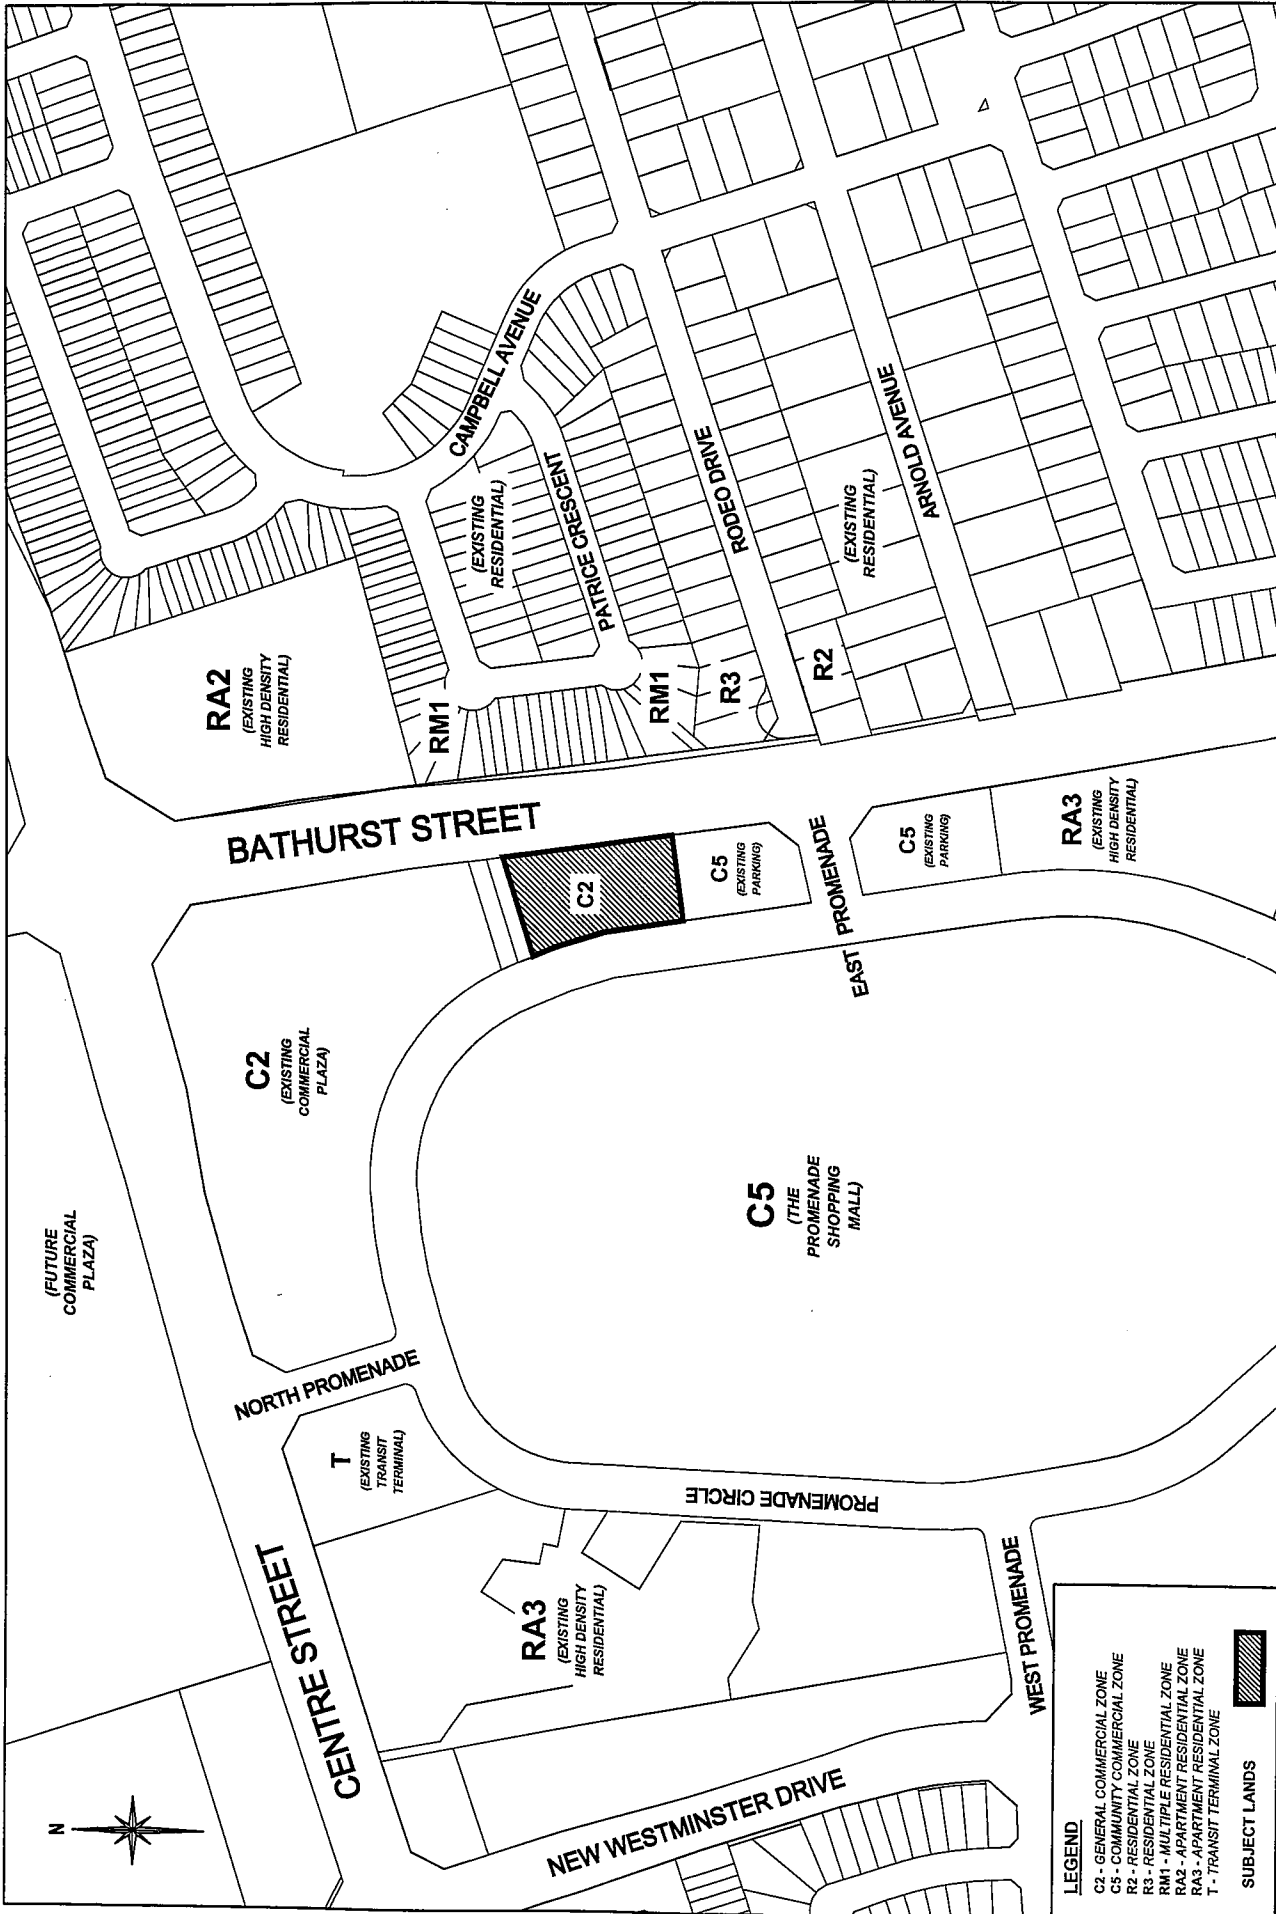 N
(FUTURE
COMMERCIAL
PLAZA)
CENTRE STREET
NORTH PROMENADE
T
(EXISTING
TRANSIT
TERMINAL)
C2
(EXISTING
COMMERCIAL
PLAZA)
BATHURST STREET
RA2
(EXISTING
HIGH DENSITY
RESIDENTIAL)
RM1
(EXISTING
RESIDENTIAL)
CAMPBELL AVENUE
PATRICE CRESCENT
RM1
R3
RODEO DRIVE
R2
(EXISTING
RESIDENTIAL)
ARNOLD AVENUE
C2
C5
(EXISTING
PARKING)
EAST PROMENADE
C5
(EXISTING
PARKING)
RA3
(EXISTING
HIGH DENSITY
RESIDENTIAL)
C5
(THE
PROMENADE
SHOPPING
MALL)
PROMENADE CIRCLE
RA3
(EXISTING
HIGH DENSITY
RESIDENTIAL)
WEST PROMENADE
NEW WESTMINSTER DRIVE
LEGEND
C2 - GENERAL COMMERCIAL ZONE
C5 - COMMUNITY COMMERCIAL ZONE
R2 - RESIDENTIAL ZONE
R3 - RESIDENTIAL ZONE
RM1 - MULTIPLE RESIDENTIAL ZONE
RA2 - APARTMENT RESIDENTIAL ZONE
RA3 - APARTMENT RESIDENTIAL ZONE
T - TRANSIT TERMINAL ZONE
SUBJECT LANDS